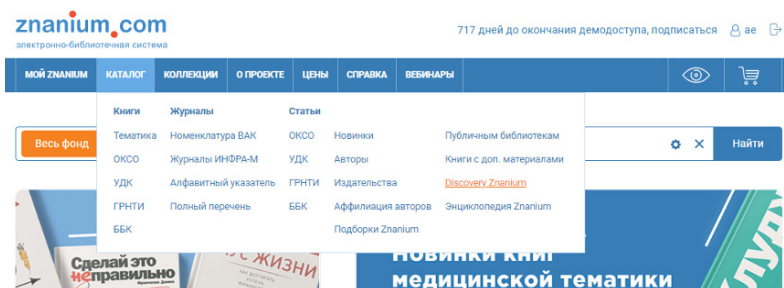 znanium.com
электронно-библиотечная система
717 дней до окончания демодоступа, подписаться ae
МОЙ ZNANIUM КАТАЛОГ КОЛЛЕКЦИИ О ПРОЕКТЕ ЦЕНЫ СПРАВКА ВЕБИНАРЫ
Книги Журналы Статьи
Тематика Номенклатура ВАК ОКСО Новинки Публичным библиотекам
ОКСО Журналы ИНФРА-М УДК Авторы Книги с доп. материалами
УДК Алфавитный указатель ГРНТИ Издательства Discovery Znanium
ГРНТИ Полный перечень ББК Аффилиация авторов Энциклопедия Znanium
ББК Подборки Znanium
Весь фонд Найти
Сделай это
неправильно
жизни
Новинки книг
медицинской тематики